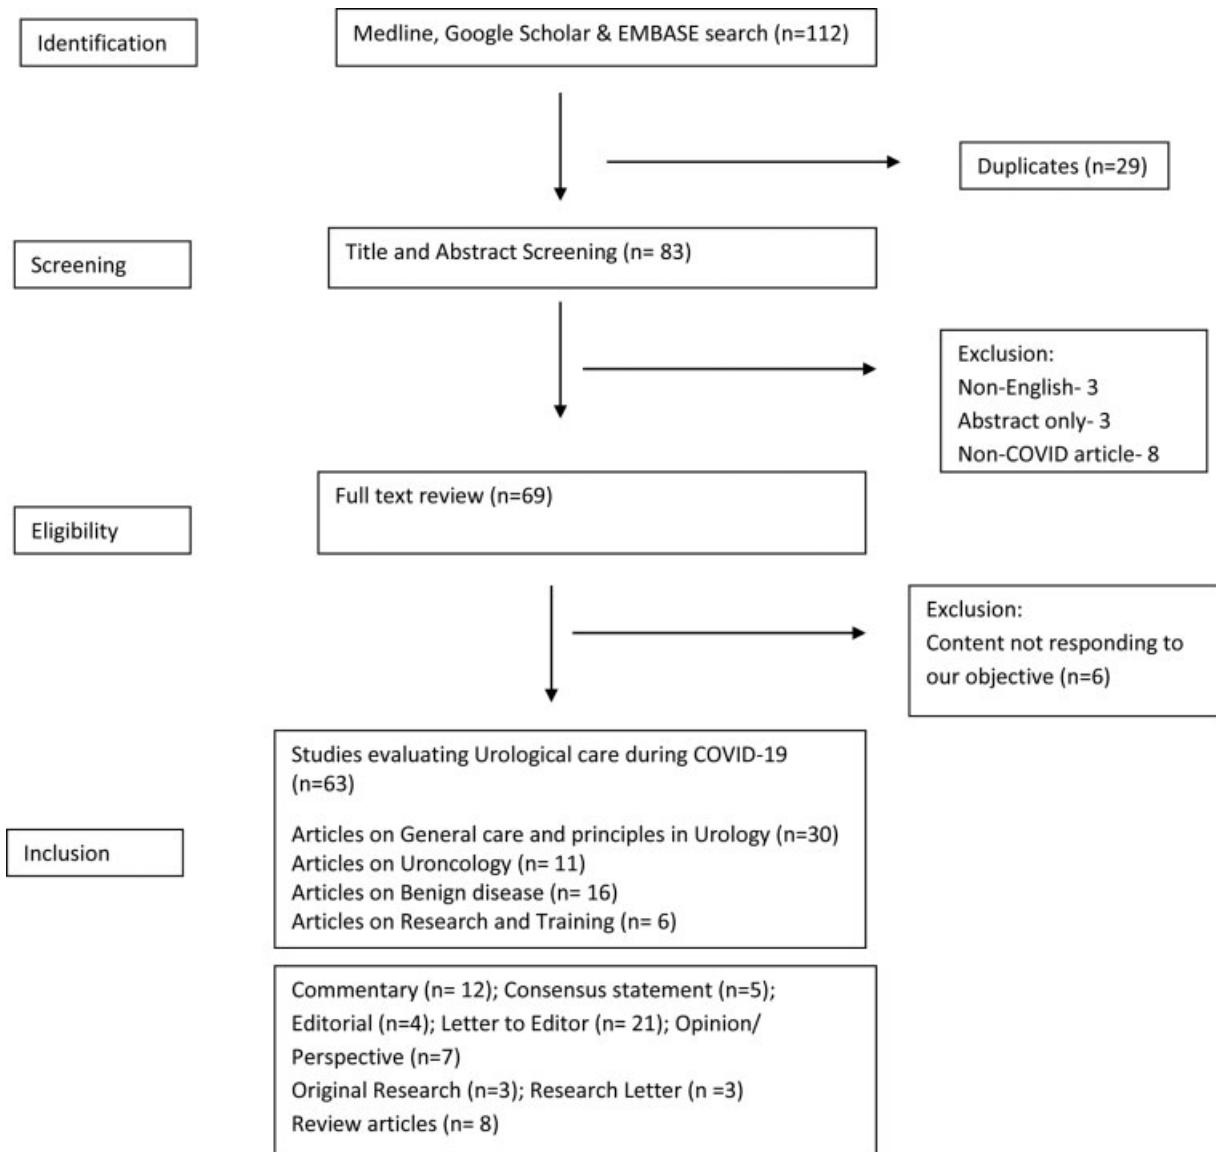 Identification
Medline, Google Scholar & EMBASE search (n=112)
Duplicates (n=29)
Screening
Title and Abstract Screening (n= 83)
Exclusion:
Non-English- 3
Abstract only- 3
Non-COVID article- 8
Eligibility
Full text review (n=69)
Exclusion:
Content not responding to
our objective (n=6)
Inclusion
Studies evaluating Urological care during COVID-19
(n=63)
Articles on General care and principles in Urology (n=30)
Articles on Uroncology (n= 11)
Articles on Benign disease (n= 16)
Articles on Research and Training (n= 6)
Commentary (n= 12); Consensus statement (n=5);
Editorial (n=4); Letter to Editor (n= 21); Opinion/
Perspective (n=7)
Original Research (n=3); Research Letter (n =3)
Review articles (n= 8)